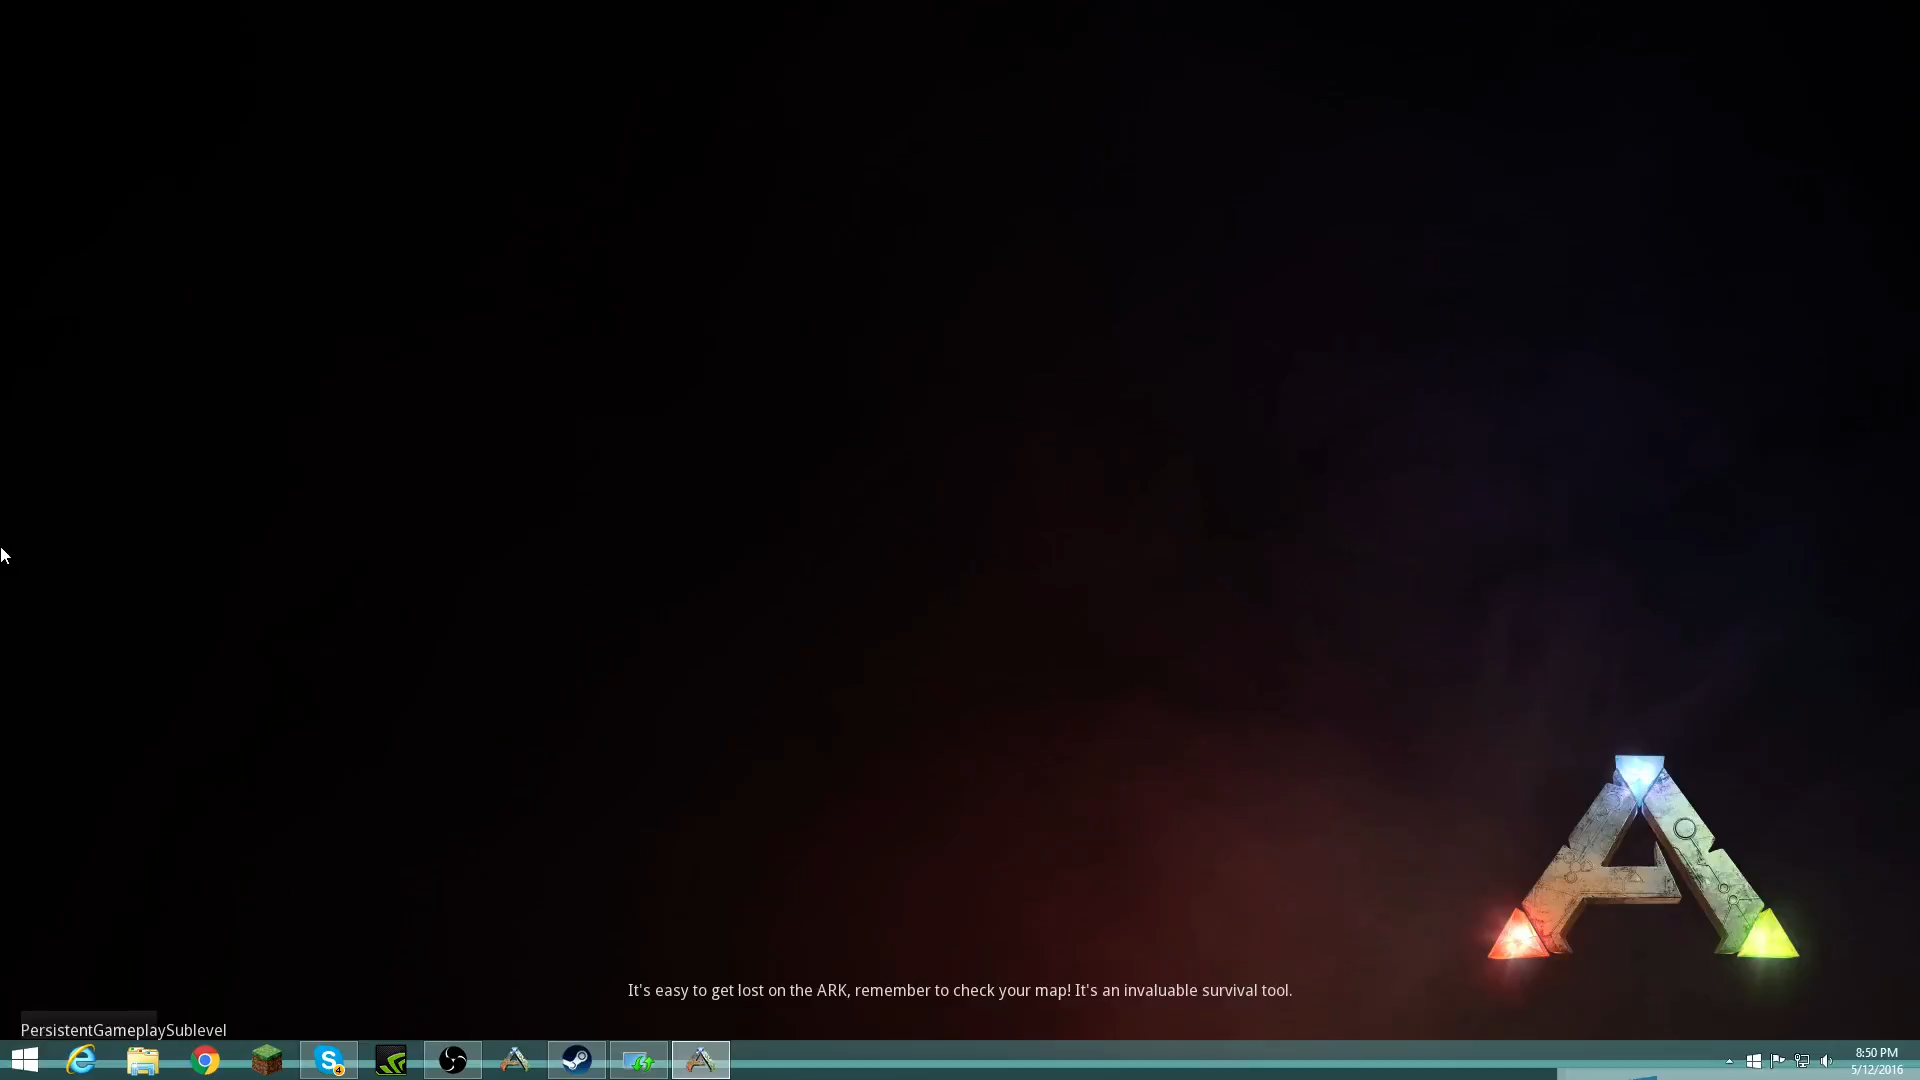 It's easy to get lost on the ARK, remember to check your map! It's an invaluable survival tool.
PersistentGameplaySublevel
4
8:50 PM
5/12/2016